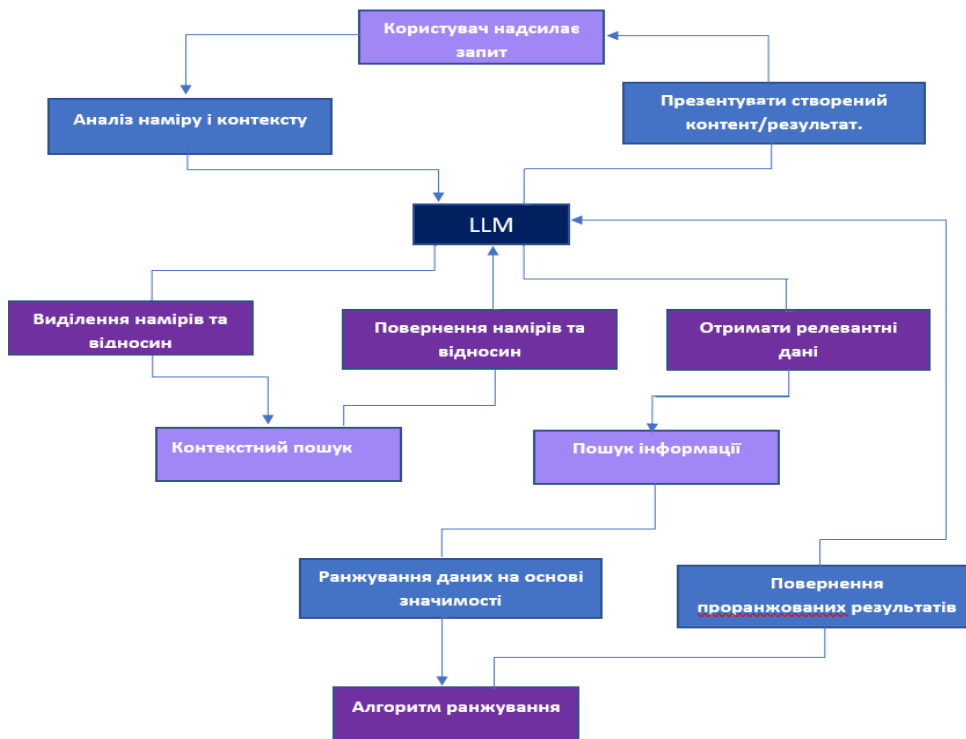 Користувач надсилає
запит
Аналіз наміру і контексту
Презентувати створений
контент/результат.
LLM
Виділення намірів та
відносин
Повернення намірів та
відносин
Отримати релевантні
дані
Контекстний пошук
Пошук інформації
Ранжування даних на основі
значимості
Повернення
проранжованих результатів
Алгоритм ранжування